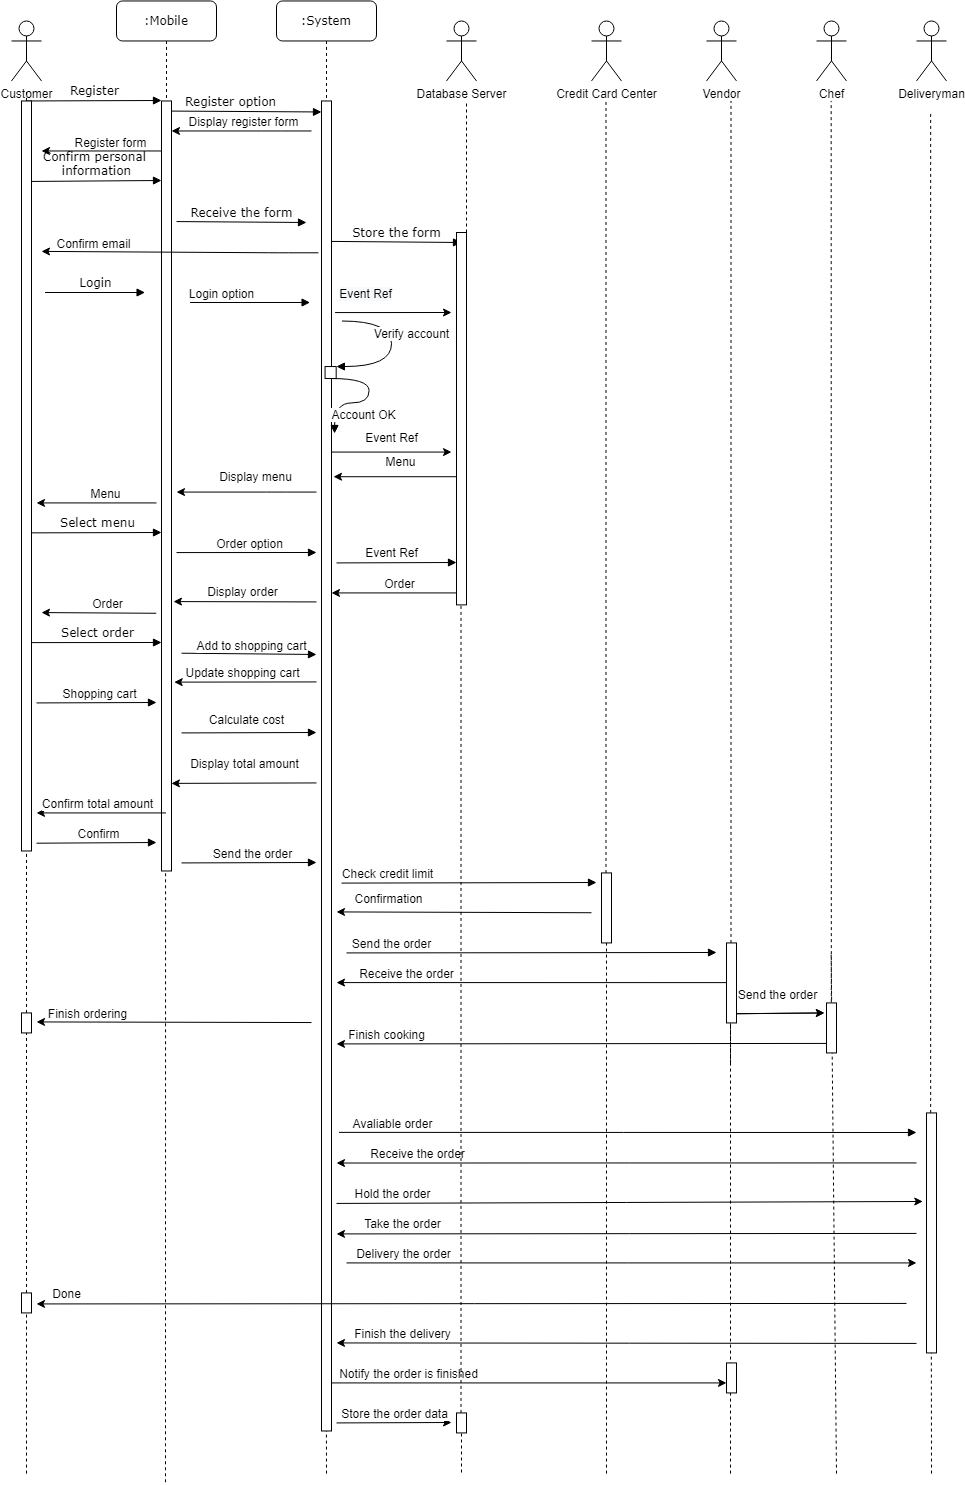 :Mobile
:System
Customer
Database Server
Credit Card Center
Vendor
Chef
Deliveryman
Register
Register option
Display register form
Register form
Confirm personal
information
Receive the form
Store the form
Confirm email
Login
Login option
Event Ref
Verify account
Account OK
Event Ref
Menu
Display menu
Menu
Select menu
Order option
Event Ref
Order
Display order
Order
Select order
Add to shopping cart
Update shopping cart
Shopping cart
Calculate cost
Display total amount
Confirm total amount
Confirm
Send the order
Check credit limit
Confirmation
Send the order
Receive the order
Send the order
Finish ordering
Finish cooking
Avaliable order
Receive the order
Hold the order
Take the order
Delivery the order
Done
Finish the delivery
Notify the order is finished
Store the order data